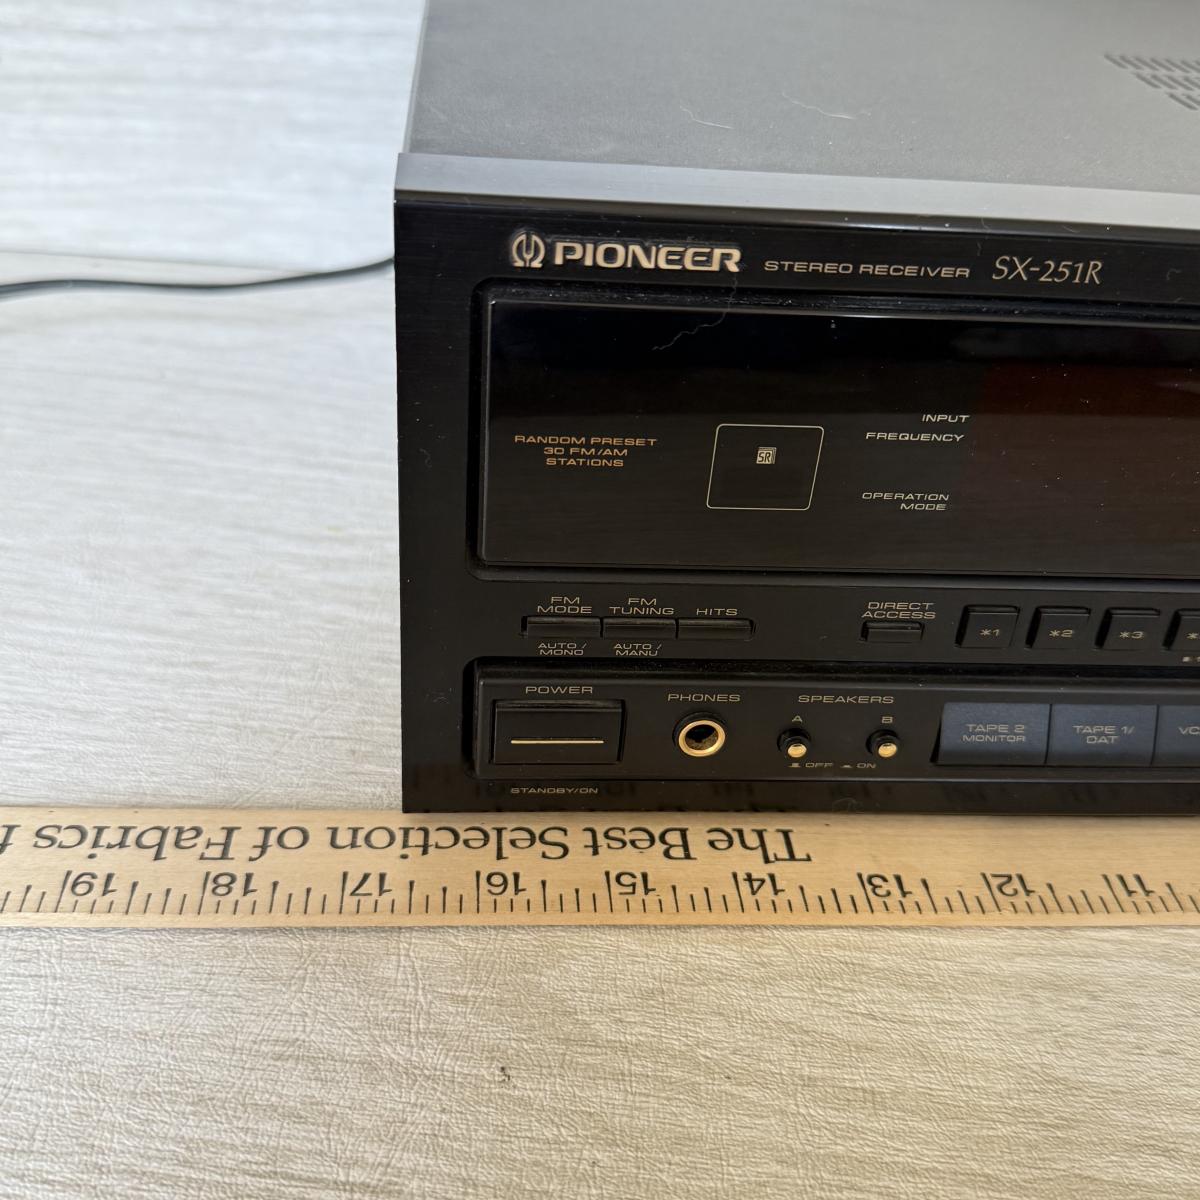 PIONEER STEREO RECEIVER SX-251R
INPUT
FREQUENCY
RANDOM PRESET
30 FM/AM
STATIONS
SR
OPERATION
MODE
FM
MODE
AUTO/
MONO
FM
TUNING
AUTO/
MANU
HITS
DIRECT
ACCESS
*1 *2 *3
POWER
STANDBY/ON
PHONES
SPEAKERS
A B
OFF ON
TAPE 2
MONITOR
TAPE 1/
DAT
VC
The Best Selection of Fabrics f
11 12 13 14 15 16 17 18 19